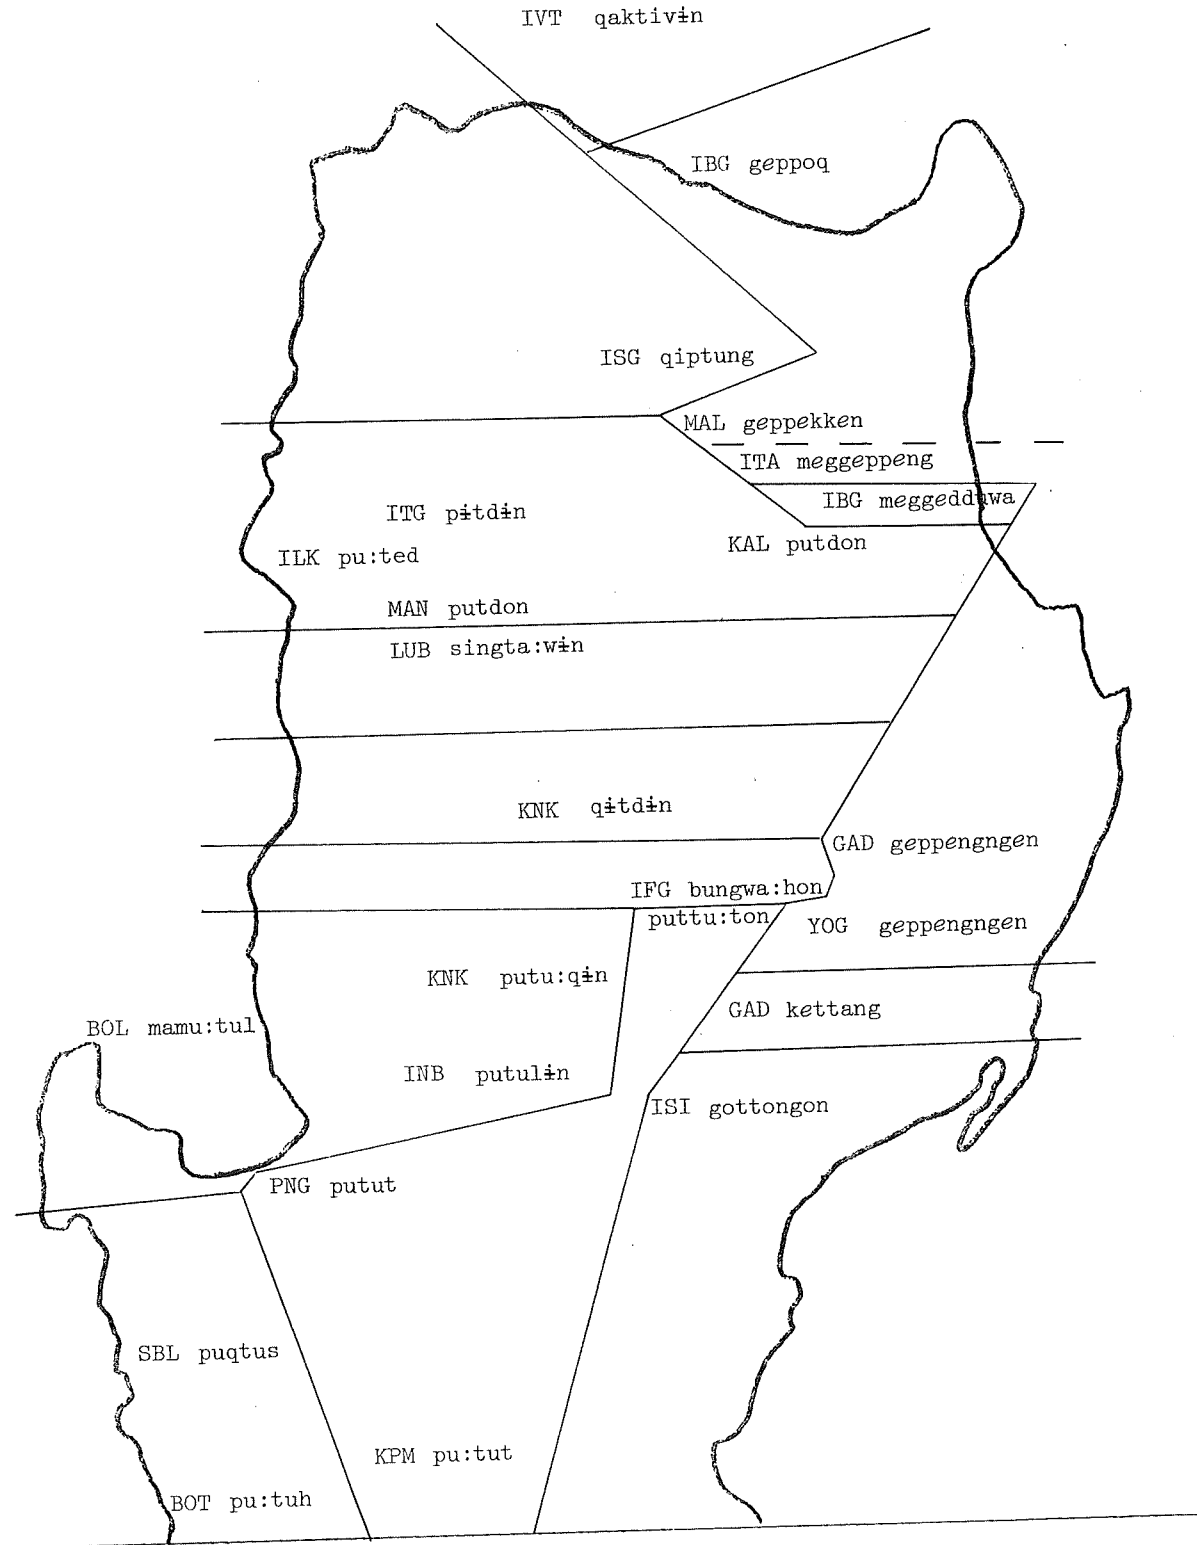 IVT qaktivɨn
IBG geppoq
ISG qiptung
MAL geppekken
ITA meggeppeng
IBG meggedduwa
ITG pɨtdɨn
KAL putdon
ILK pu:ted
MAN putdon
LUB singta:wɨn
KNK qɨtdɨn
GAD geppengngen
IFG bungwa:hon
puttu:ton
YOG geppengngen
KNK putu:qɨn
GAD kettang
BOL mamu:tul
INB putulɨn
ISI gottongon
PNG putut
SBL puqtus
KPM pu:tut
BOT pu:tuh